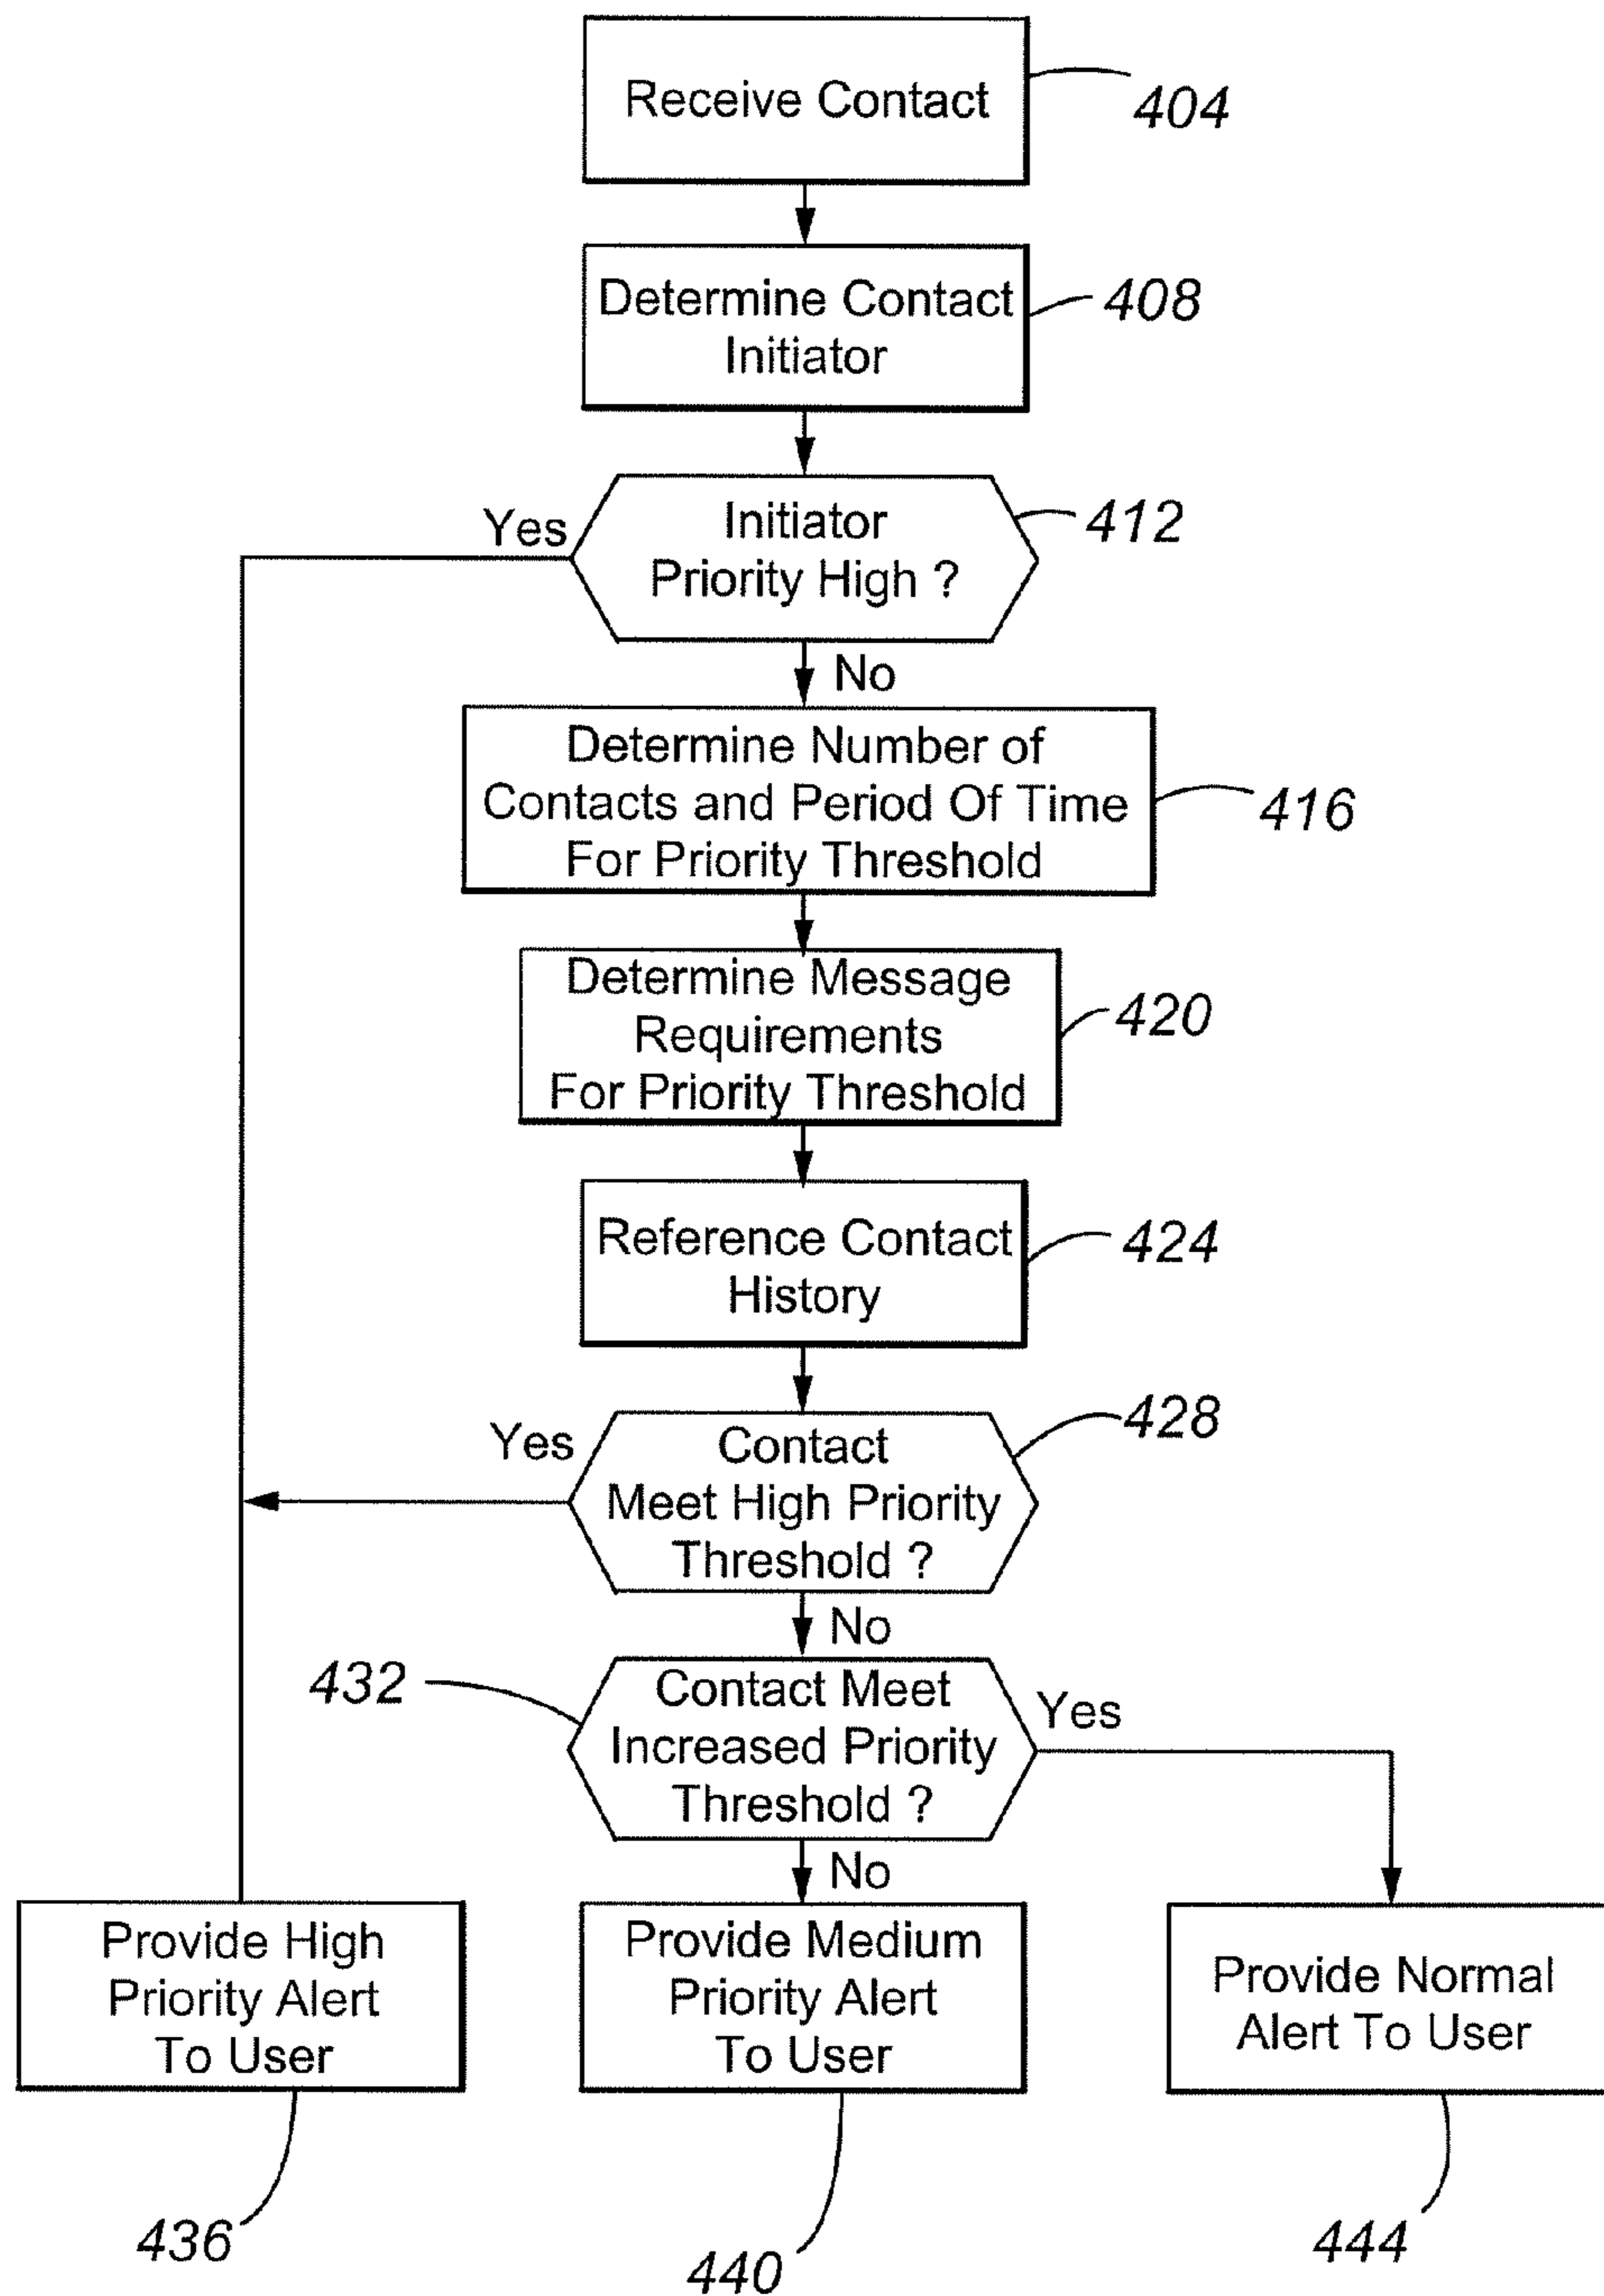 Receive Contact
404
Determine Contact
Initiator
408
Yes
Initiator
Priority High ?
412
No
Determine Number of
Contacts and Period Of Time
For Priority Threshold
416
Determine Message
Requirements
For Priority Threshold
420
Reference Contact
History
424
Yes
Contact
Meet High Priority
Threshold ?
428
No
432
Contact Meet
Increased Priority
Threshold ?
Yes
No
Provide High
Priority Alert
To User
Provide Medium
Priority Alert
To User
Provide Normal
Alert To User
436
440
444